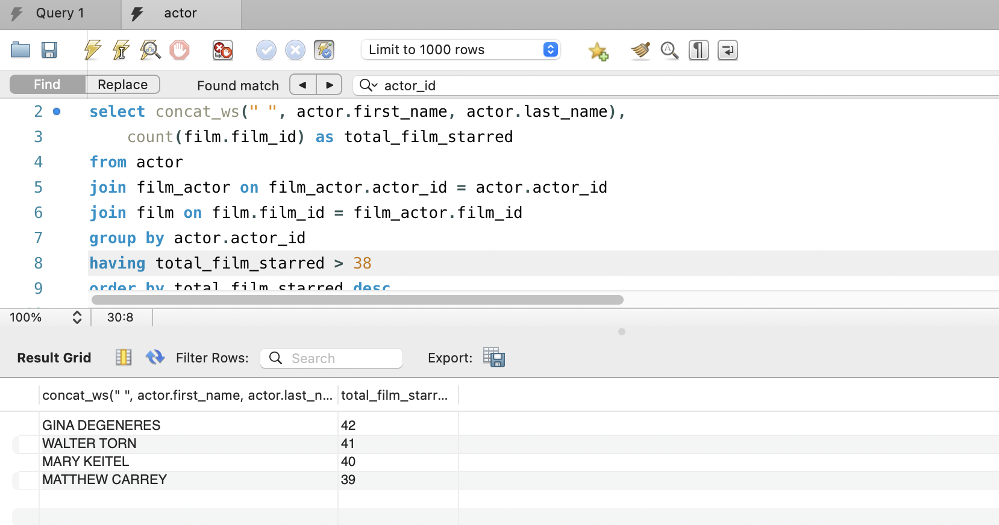 Query 1
actor
Limit to 1000 rows
Find
Replace
Found match
actor_id
2 select concat_ws(" ", actor.first_name, actor.last_name),
3 count(film.film_id) as total_film_starred
4 from actor
5 join film_actor on film_actor.actor_id = actor.actor_id
6 join film on film.film_id = film_actor.film_id
7 group by actor.actor_id
8 having total_film_starred > 38
9 order by total_film_starred desc
100%
30:8
Result Grid
Filter Rows:
Search
Export:
concat_ws(" ", actor.first_name, actor.last_n... total_film_starr...
GINA DEGENERES 42
WALTER TORN 41
MARY KEITEL 40
MATTHEW CARREY 39